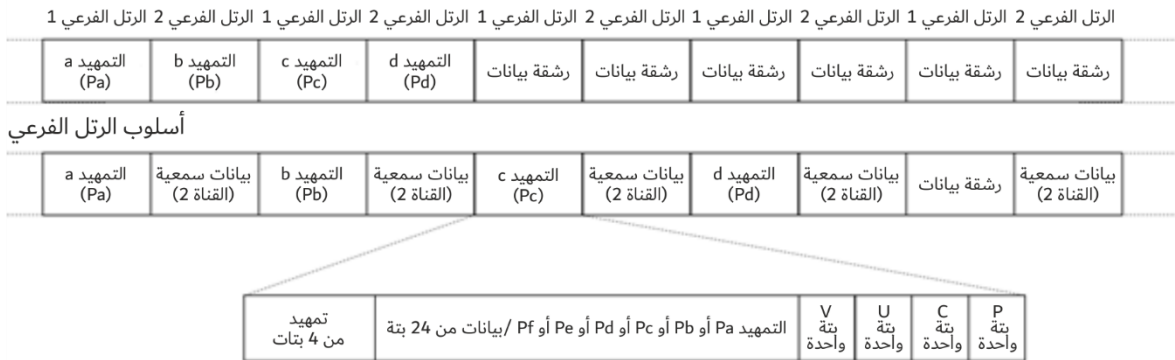 الرتل الفرعي 1 الرتل الفرعي 2 الرتل الفرعي 1 الرتل الفرعي 2 الرتل الفرعي 1 الرتل الفرعي 2 الرتل الفرعي 1 الرتل الفرعي 2 الرتل الفرعي 1 الرتل الفرعي 2
التمهيد a التمهيد b التمهيد c التمهيد d رشقة بيانات رشقة بيانات رشقة بيانات رشقة بيانات رشقة بيانات رشقة بيانات
(Pa) (Pb) (Pc) (Pd)
أسلوب الرتل الفرعي
التمهيد a بيانات سمعية التمهيد b بيانات سمعية التمهيد c بيانات سمعية التمهيد d بيانات سمعية رشقة بيانات بيانات سمعية
(Pa) (القناة 2) (Pb) (القناة 2) (Pc) (القناة 2) (Pd) (القناة 2) (القناة 2)
تمهيد من 4 بتات
التمهيد Pa أو Pb أو Pc أو Pd أو Pe أو Pf /بيانات من 24 بتة
V بتة واحدة
U بتة واحدة
C بتة واحدة
P بتة واحدة